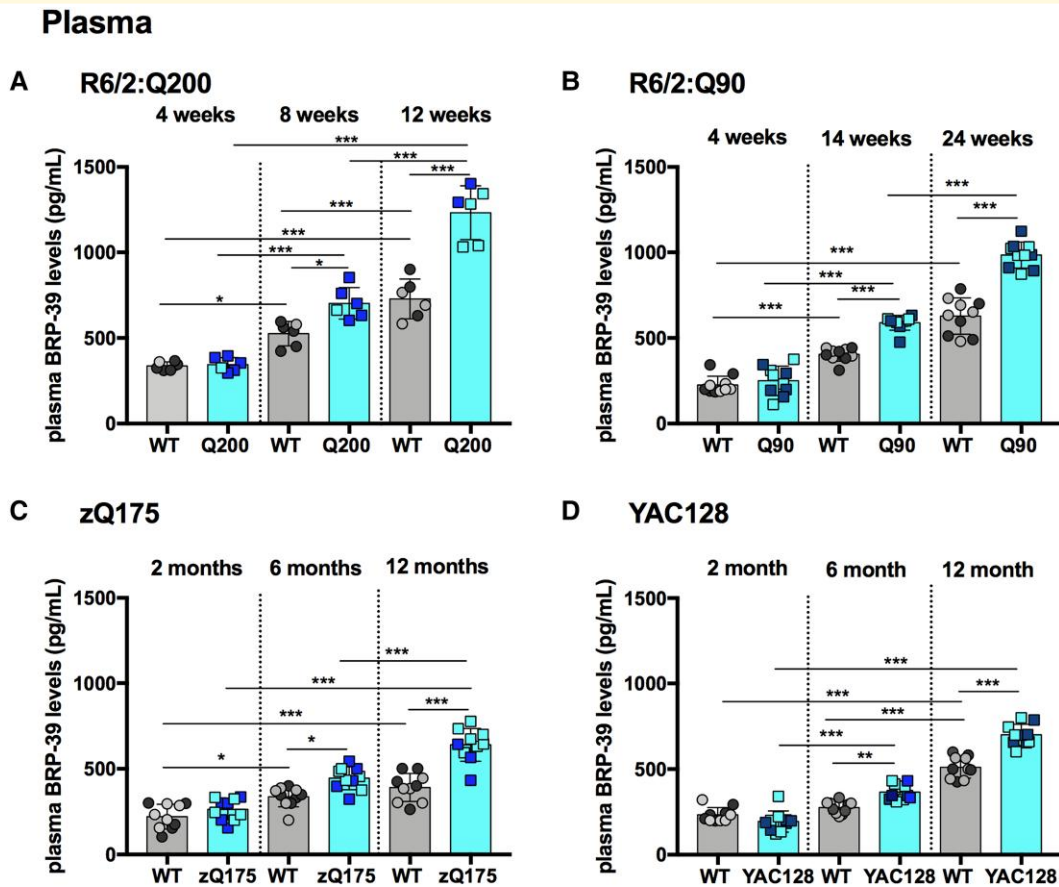 Plasma
A R6/2:Q200
4 weeks 8 weeks 12 weeks
***
***
***
***
***
***
*
*
plasma BRP-39 levels (pg/mL)
1500
1000
500
0
WT Q200 WT Q200 WT Q200
B R6/2:Q90
4 weeks 14 weeks 24 weeks
***
***
***
***
***
***
plasma BRP-39 levels (pg/mL)
1500
1000
500
0
WT Q90 WT Q90 WT Q90
C zQ175
2 months 6 months 12 months
***
***
***
***
*
*
plasma BRP-39 levels (pg/mL)
1500
1000
500
0
WT zQ175 WT zQ175 WT zQ175
D YAC128
2 month 6 month 12 month
***
***
***
***
***
**
plasma BRP-39 levels (pg/mL)
1500
1000
500
0
WT YAC128 WT YAC128 WT YAC128